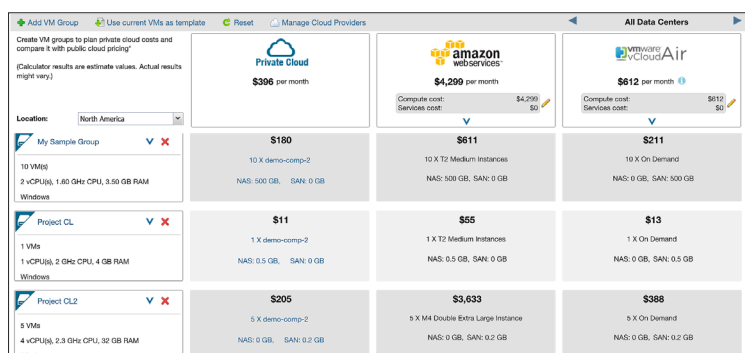 Add VM Group Use current VMs as template Reset Manage Cloud Providers All Data Centers
Create VM groups to plan private cloud costs and
compare it with public cloud pricing*
(Calculator results are estimate values. Actual results
might vary.)
Location: North America
Private Cloud
$396 per month
amazon
webservices™
$4,299 per month
Compute cost: $4,299
Services cost: $0
vmware
vCloud Air
$612 per month
Compute cost: $612
Services cost: $0
My Sample Group
10 VM(s)
2 vCPU(s), 1.60 GHz CPU, 3.50 GB RAM
Windows
$180
10 X demo-comp-2
NAS: 500 GB, SAN: 0 GB
$611
10 X T2 Medium Instances
NAS: 500 GB, SAN: 0 GB
$211
10 X On Demand
NAS: 0 GB, SAN: 500 GB
Project CL
1 VMs
1 vCPU(s), 2 GHz CPU, 4 GB RAM
Windows
$11
1 X demo-comp-2
NAS: 0.5 GB, SAN: 0 GB
$55
1 X T2 Medium Instances
NAS: 0.5 GB, SAN: 0 GB
$13
1 X On Demand
NAS: 0 GB, SAN: 0.5 GB
Project CL2
5 VMs
4 vCPU(s), 2.3 GHz CPU, 32 GB RAM
$205
5 X demo-comp-2
NAS: 0 GB, SAN: 0.2 GB
$3,633
5 X M4 Double Extra Large Instance
NAS: 0 GB, SAN: 0.2 GB
$388
5 X On Demand
NAS: 0 GB, SAN: 0.2 GB